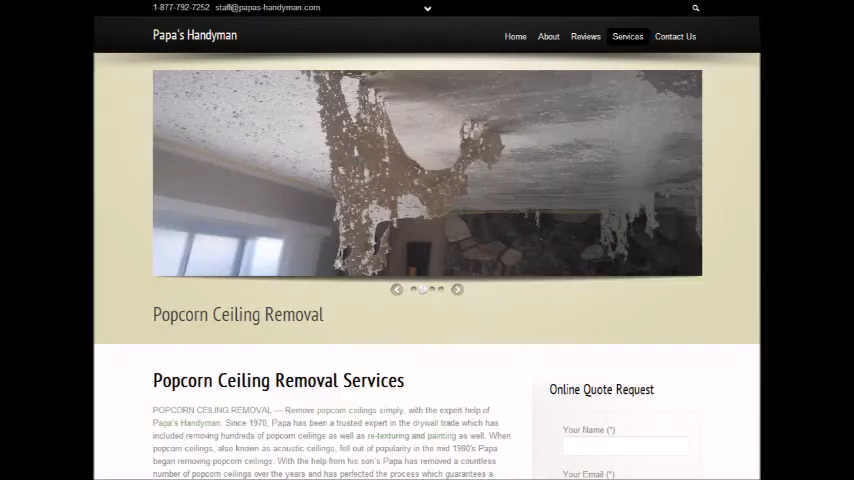 1-877-792-7252 staff@papas-handyman.com
Papa's Handyman
Home About Reviews Services Contact Us
Popcorn Ceiling Removal
Popcorn Ceiling Removal Services
POPCORN CEILING REMOVAL — Remove popcorn ceilings simply, with the expert help of
Papa's Handyman. Since 1970, Papa has been a trusted expert in the drywall trade which has
included removing hundreds of popcorn ceilings as well as re-texturing and painting as well. When
popcorn ceilings, also known as acoustic ceilings, fell out of popularity in the mid 1980's Papa
began removing popcorn ceilings. With the help from his son's Papa has removed a countless
number of popcorn ceilings over the years and has perfected the process which guarantees a
Online Quote Request
Your Name (*)
Your Email (*)